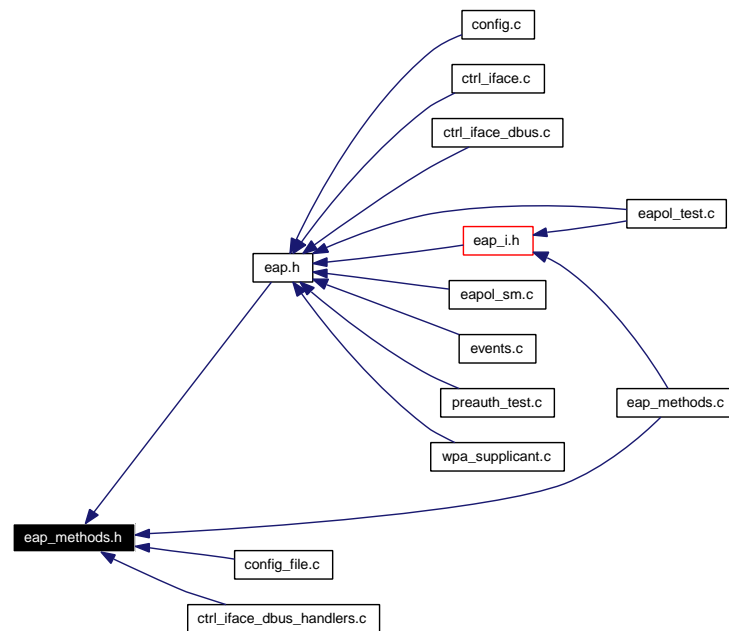 config.c
ctrl_iface.c
ctrl_iface_dbus.c
eapol_test.c
eap_i.h
eap.h
eapol_sm.c
events.c
preauth_test.c
eap_methods.c
wpa_supplicant.c
eap_methods.h
config_file.c
ctrl_iface_dbus_handlers.c